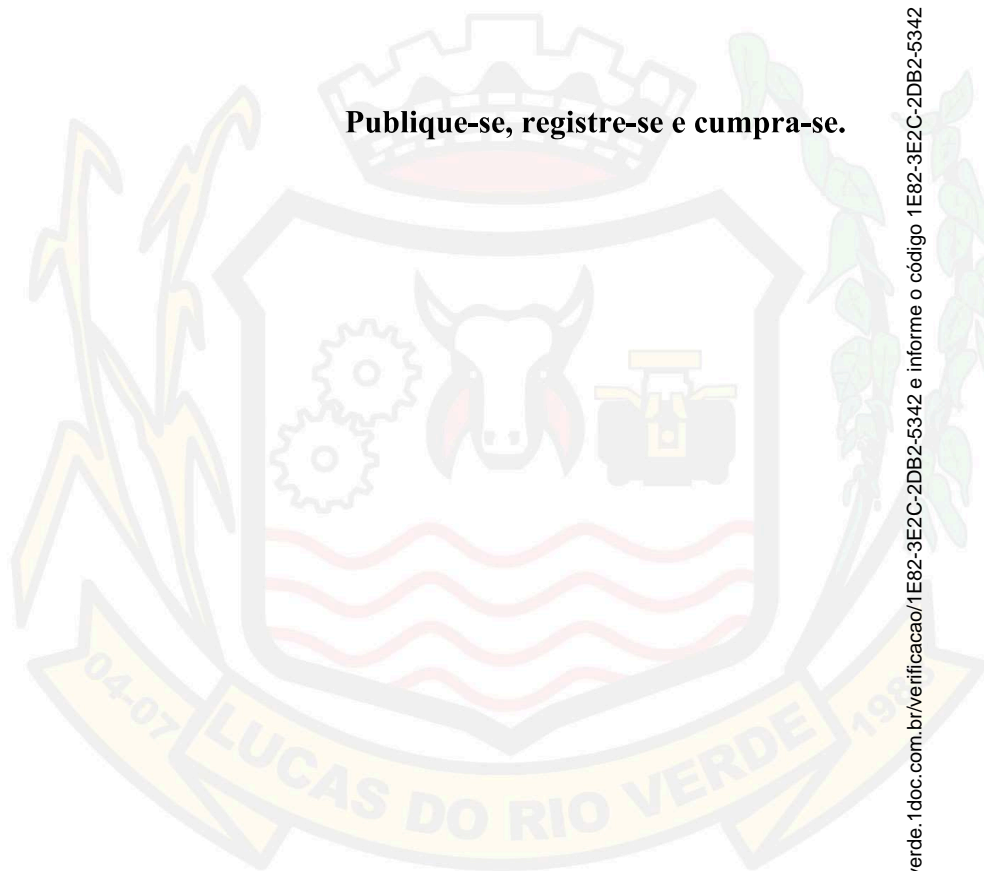 Publique-se, registre-se e cumpra-se.
04-07
LUCAS DO RIO VERDE
verde.1doc.com.br/verificacao/1E82-3E2C-2DB2-5342 e informe o código 1E82-3E2C-2DB2-5342